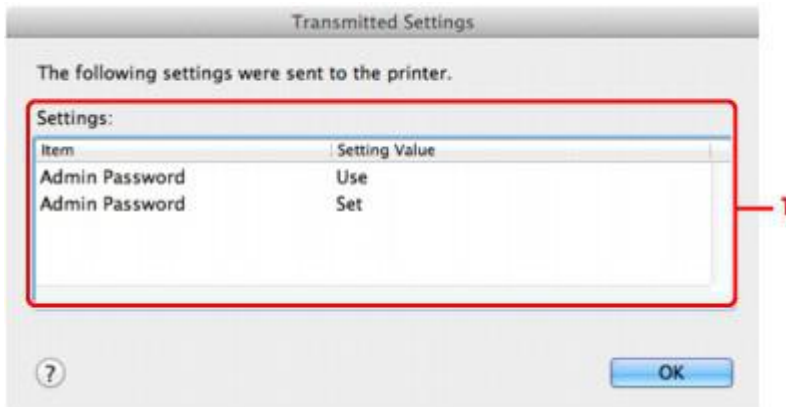 Transmitted Settings
The following settings were sent to the printer.
Settings:
Item Setting Value
Admin Password Use
Admin Password Set
1
?
OK